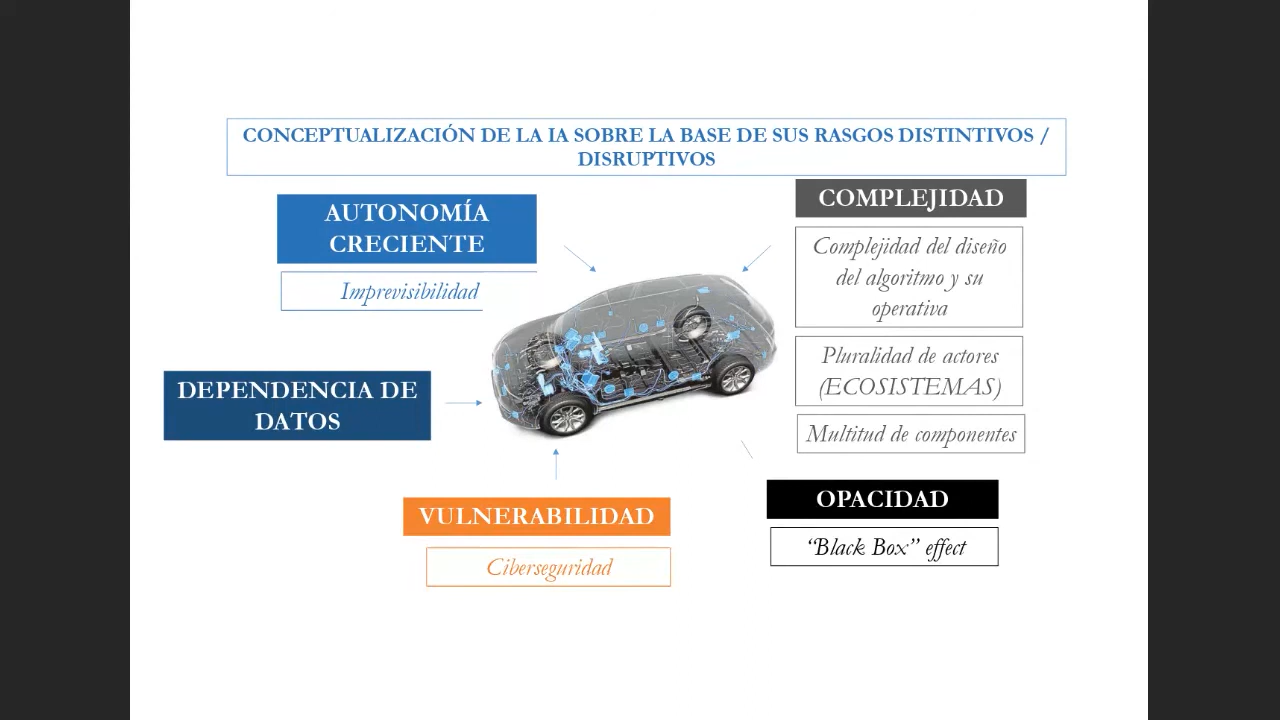 CONCEPTUALIZACIÓN DE LA IA SOBRE LA BASE DE SUS RASGOS DISTINTIVOS /
DISRUPTIVOS
AUTONOMÍA
CRECIENTE
Imprevisibilidad
COMPLEJIDAD
Complejidad del diseño
del algoritmo y su
operativa
Pluralidad de actores
(ECOSISTEMAS)
Multitud de componentes
DEPENDENCIA DE
DATOS
VULNERABILIDAD
Ciberseguridad
OPACIDAD
“Black Box” effect